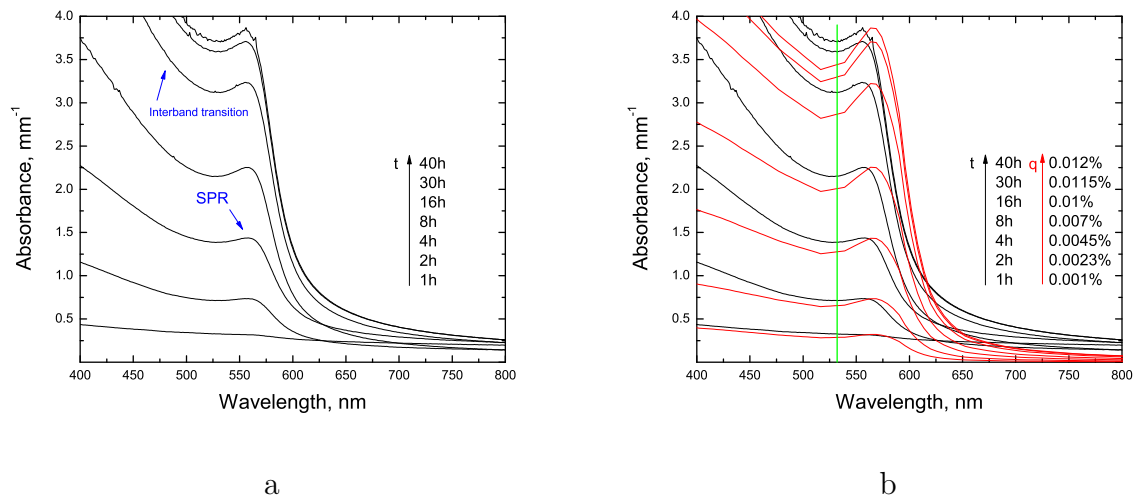 4.0
3.5
3.0
2.5
2.0
1.5
1.0
0.5
Absorbance, mm-1
Interband transition
SPR
t
40h
30h
16h
8h
4h
2h
1h
400 450 500 550 600 650 700 750 800
Wavelength, nm
a
4.0
3.5
3.0
2.5
2.0
1.5
1.0
0.5
Absorbance, mm-1
t 40h q 0.012%
30h 0.0115%
16h 0.01%
8h 0.007%
4h 0.0045%
2h 0.0023%
1h 0.001%
400 450 500 550 600 650 700 750 800
Wavelength, nm
b